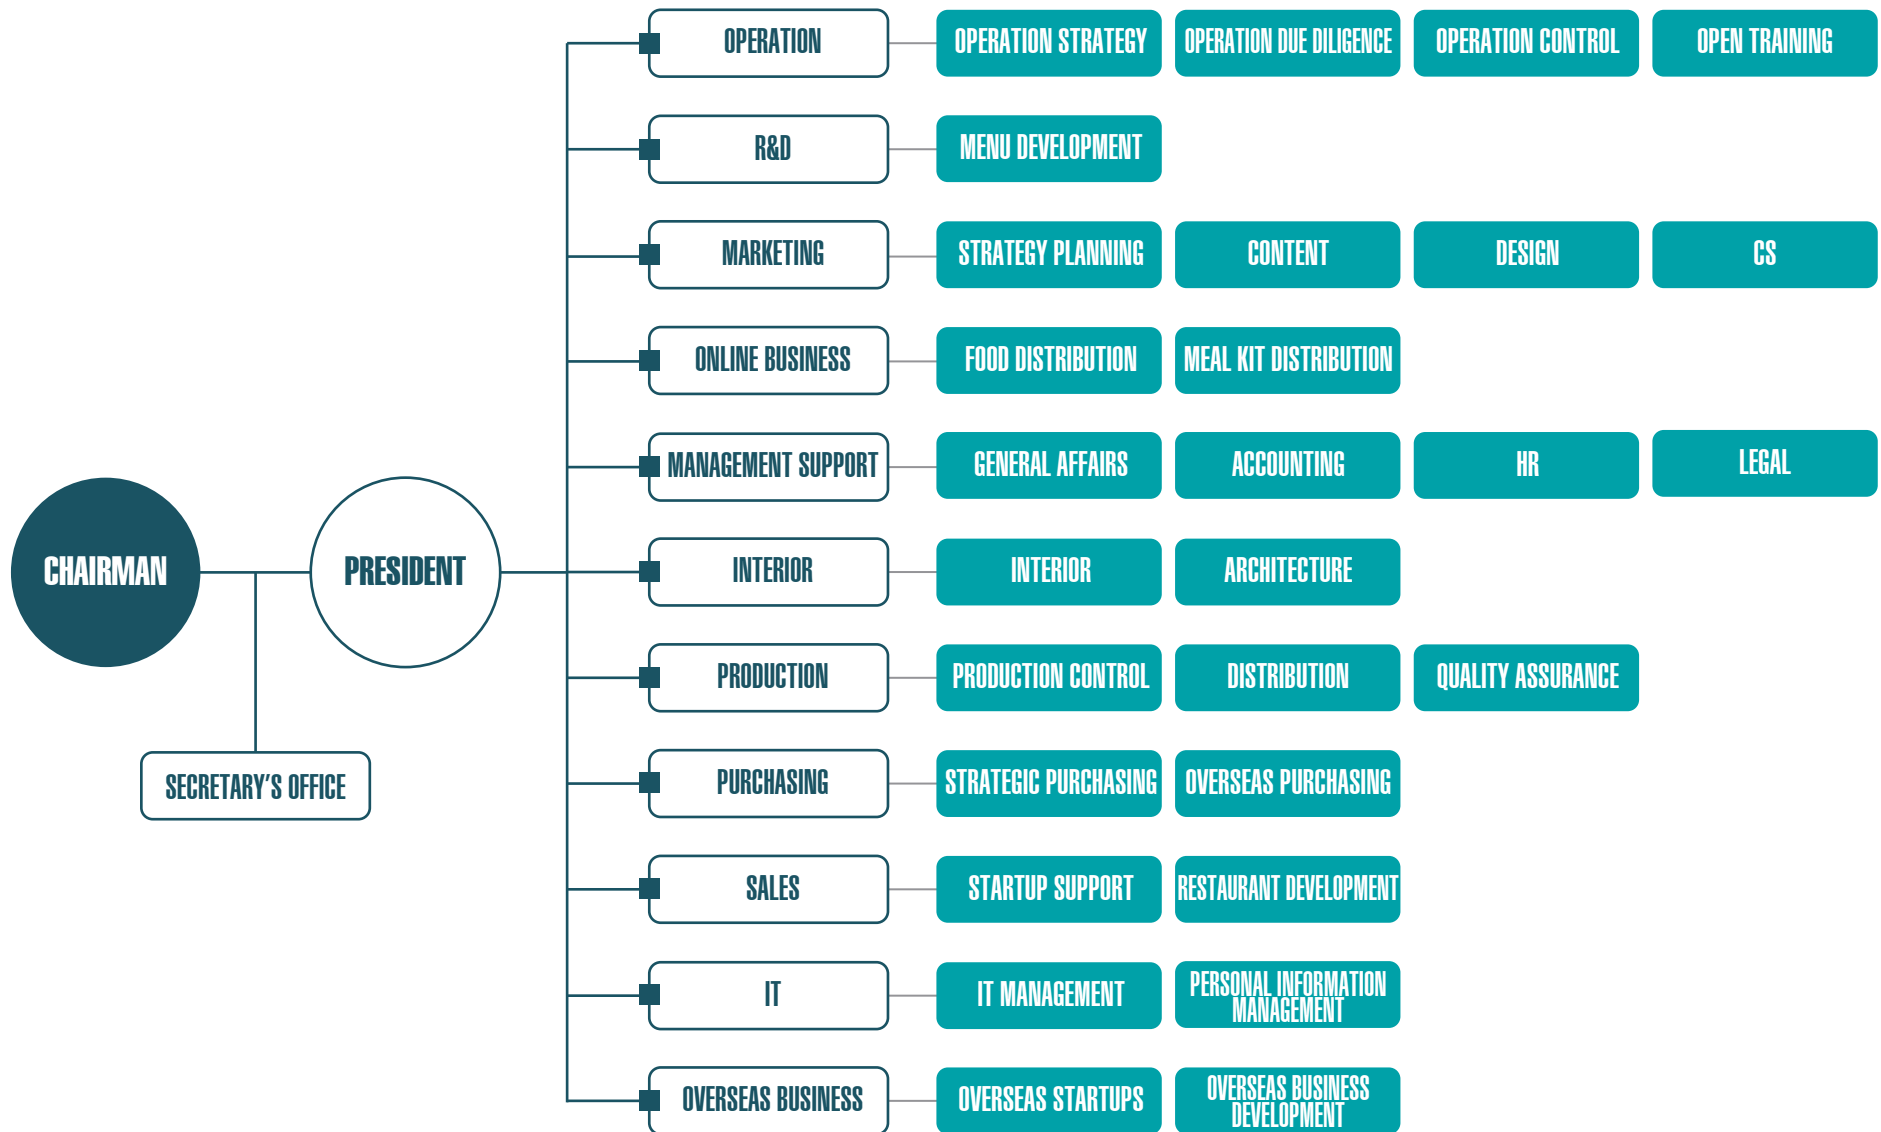 CHAIRMAN
PRESIDENT
SECRETARY'S OFFICE
OPERATION
OPERATION STRATEGY
OPERATION DUE DILIGENCE
OPERATION CONTROL
OPEN TRAINING
R&D
MENU DEVELOPMENT
MARKETING
STRATEGY PLANNING
CONTENT
DESIGN
CS
ONLINE BUSINESS
FOOD DISTRIBUTION
MEAL KIT DISTRIBUTION
MANAGEMENT SUPPORT
GENERAL AFFAIRS
ACCOUNTING
HR
LEGAL
INTERIOR
INTERIOR
ARCHITECTURE
PRODUCTION
PRODUCTION CONTROL
DISTRIBUTION
QUALITY ASSURANCE
PURCHASING
STRATEGIC PURCHASING
OVERSEAS PURCHASING
SALES
STARTUP SUPPORT
RESTAURANT DEVELOPMENT
IT
IT MANAGEMENT
PERSONAL INFORMATION
MANAGEMENT
OVERSEAS BUSINESS
OVERSEAS STARTUPS
OVERSEAS BUSINESS
DEVELOPMENT